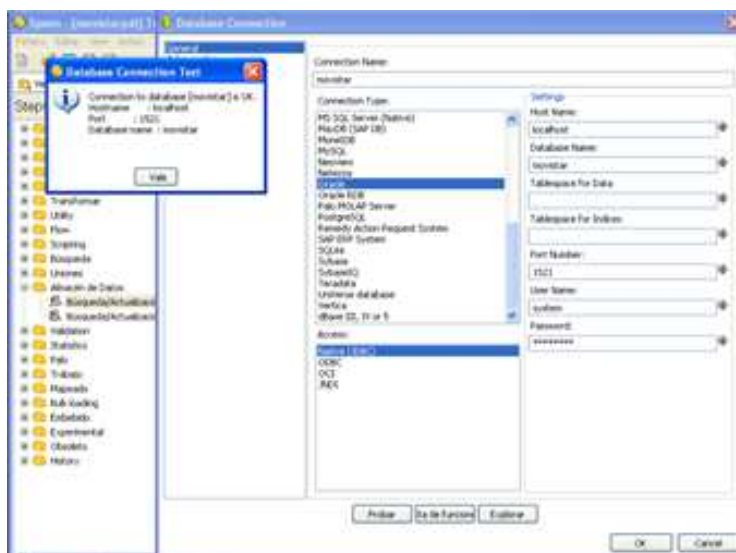 Database Connection
General
Database Connection Test
Connection to database [movistar] is OK.
Hostname : localhost
Port : 1521
Database name : movistar
Vale
Transformar
Utility
Flow
Scripting
Búsqueda
Uniones
Almacén de Datos
Búsqueda/Actualizaci
Búsqueda/Actualizaci
Validation
Statistics
Palo
Trabajo
Mapeado
Bulk loading
Embebido
Experimental
Obsoleto
History
Connection Name:
movistar
Connection Type:
MS SQL Server (Native)
MaxDB (SAP DB)
MonetDB
MySQL
Neoview
Netezza
Oracle
Oracle RDB
Palo MOLAP Server
PostgreSQL
Remedy Action Request System
SAP ERP System
SQLite
Sybase
SybaseIQ
Teradata
UniVerse database
Vertica
dBase III, IV or 5
Access:
Native (JDBC)
ODBC
OCI
JNDI
Settings
Host Name:
localhost
Database Name:
movistar
Tablespace for Data
Tablespace for Indices
Port Number:
1521
User Name:
system
Password:
*********
Probar
Explorar
OK
Cancel